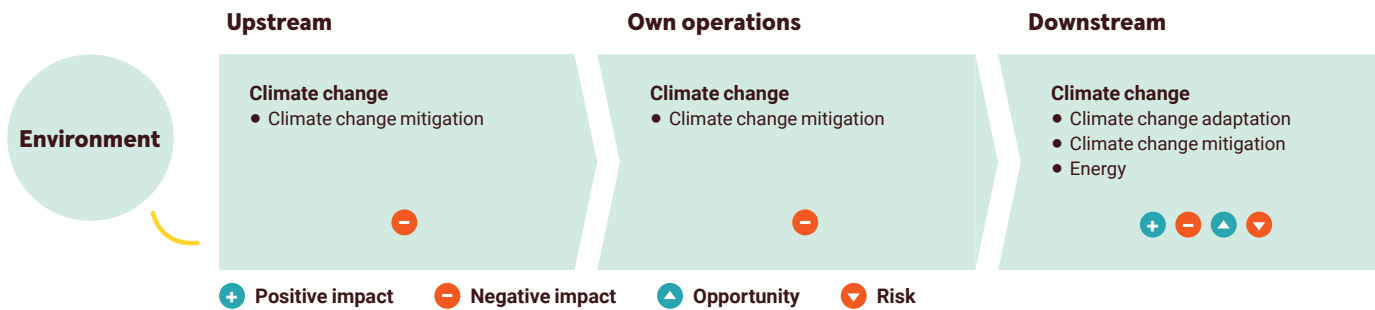 Upstream
Own operations
Downstream
Environment
Climate change
• Climate change mitigation
Climate change
• Climate change mitigation
Climate change
• Climate change adaptation
• Climate change mitigation
• Energy
Positive impact
Negative impact
Opportunity
Risk